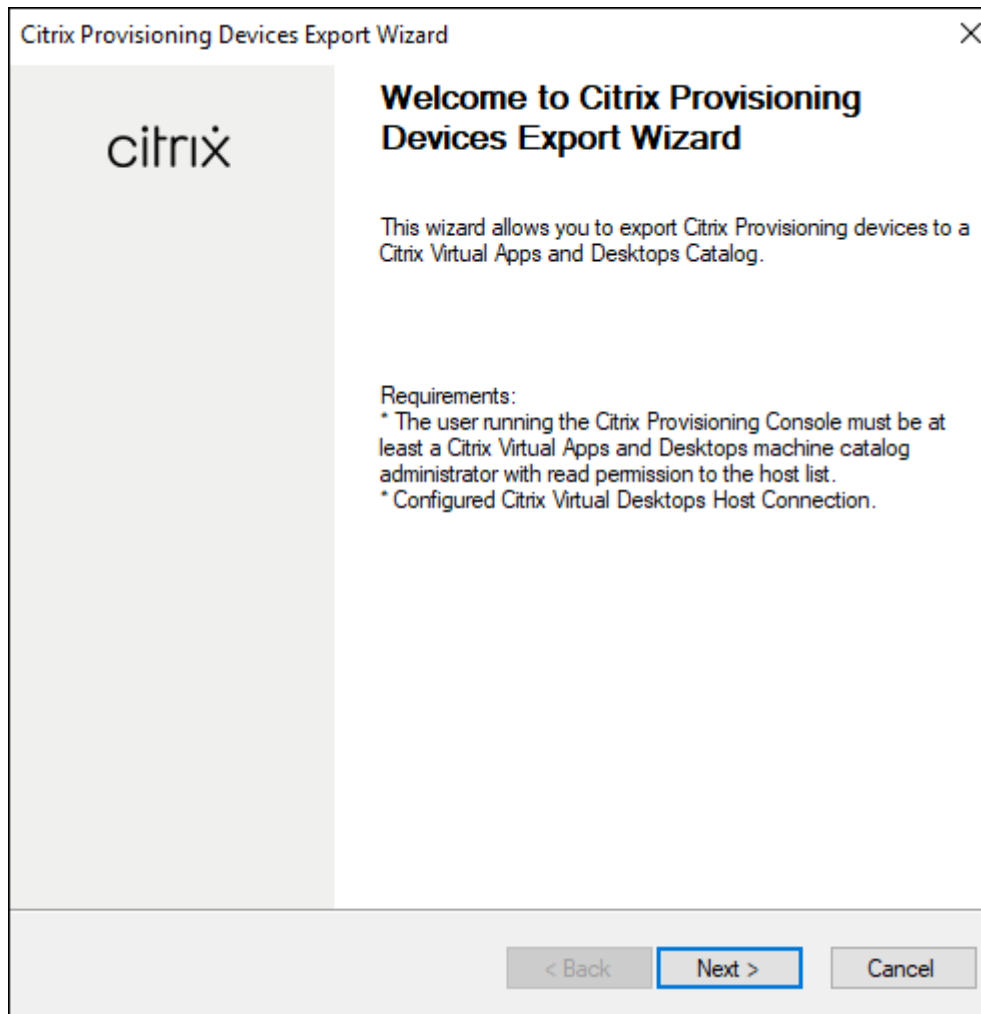 Citrix Provisioning Devices Export Wizard
citrix
Welcome to Citrix Provisioning
Devices Export Wizard
This wizard allows you to export Citrix Provisioning devices to a
Citrix Virtual Apps and Desktops Catalog.
Requirements:
* The user running the Citrix Provisioning Console must be at
least a Citrix Virtual Apps and Desktops machine catalog
administrator with read permission to the host list.
* Configured Citrix Virtual Desktops Host Connection.
< Back
Next >
Cancel